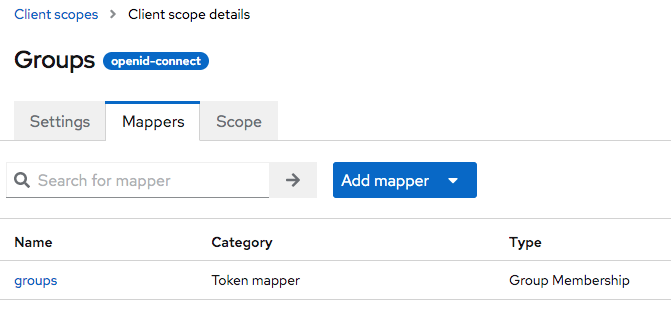 Client scopes > Client scope details
Groups openid-connect
Settings Mappers Scope
Search for mapper Add mapper
Name Category Type
groups Token mapper Group Membership